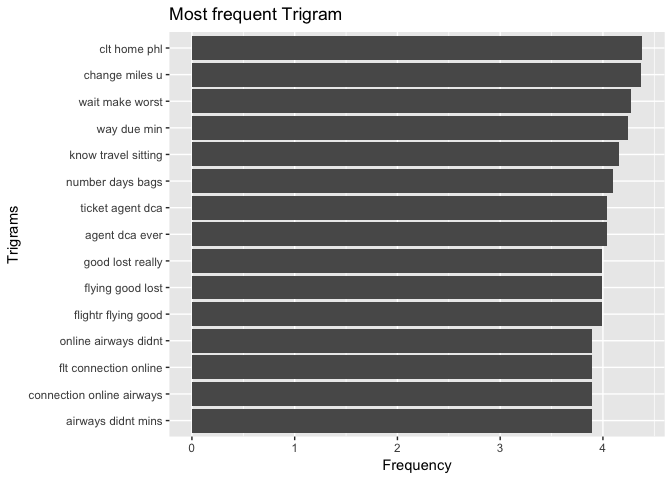 Most frequent Trigram
Trigrams
clt home phl
change miles u
wait make worst
way due min
know travel sitting
number days bags
ticket agent dca
agent dca ever
good lost really
flying good lost
flightr flying good
online airways didnt
flt connection online
connection online airways
airways didnt mins
0 1 2 3 4
Frequency